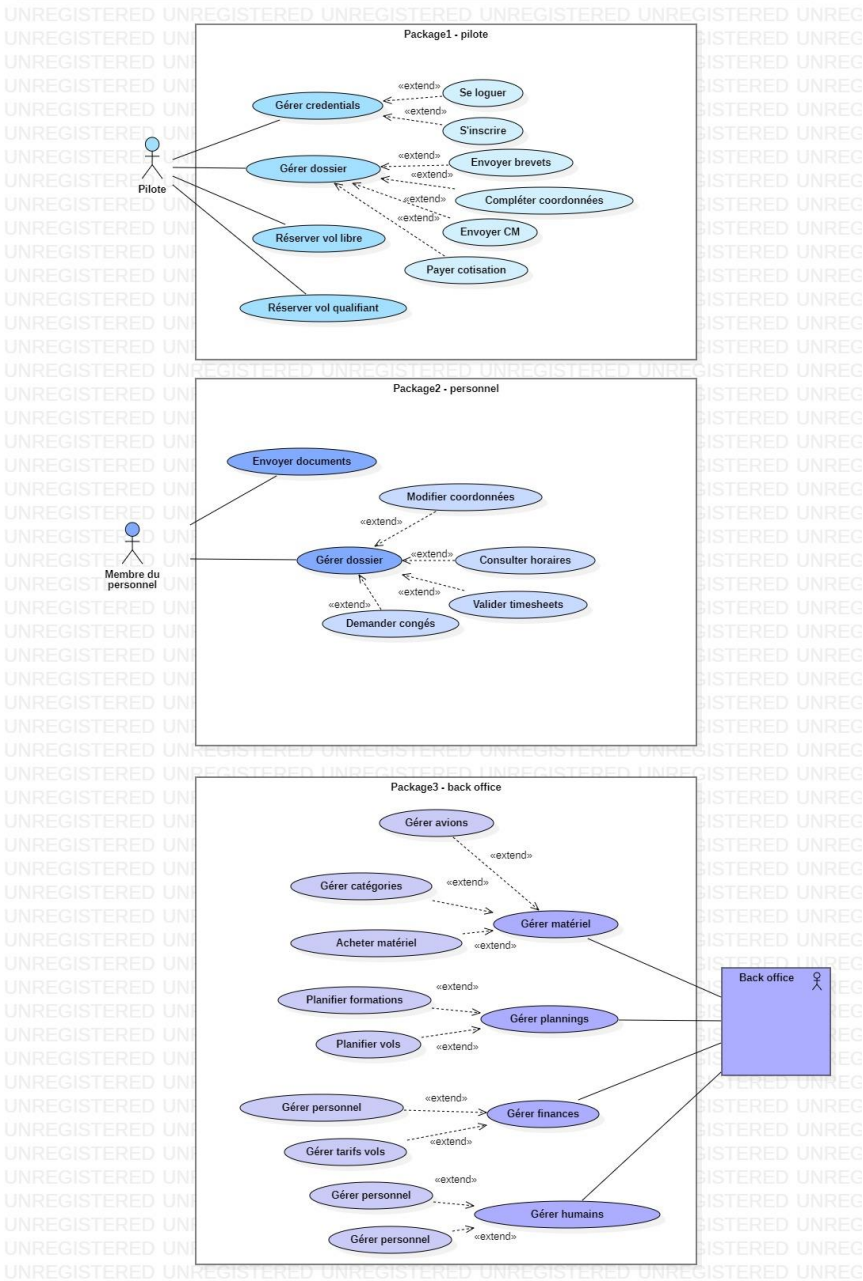 Package1 - pilote
Gérer credentials
«extend»
Se loguer
«extend»
S'inscrire
Pilote
Gérer dossier
«extend»
Envoyer brevets
«extend»
Compléter coordonnées
«extend»
Envoyer CM
«extend»
Payer cotisation
Réserver vol libre
Réserver vol qualifiant
Package2 - personnel
Envoyer documents
Modifier coordonnées
«extend»
Membre du
personnel
Gérer dossier
«extend»
Consulter horaires
«extend»
Valider timesheets
«extend»
Demander congés
Package3 - back office
Gérer avions
«extend»
Gérer catégories
«extend»
Gérer matériel
Acheter matériel
«extend»
Back office
Planifier formations
«extend»
Gérer plannings
Planifier vols
«extend»
Gérer personnel
«extend»
Gérer finances
Gérer tarifs vols
«extend»
Gérer personnel
«extend»
Gérer humains
Gérer personnel
«extend»
UNREGISTERED